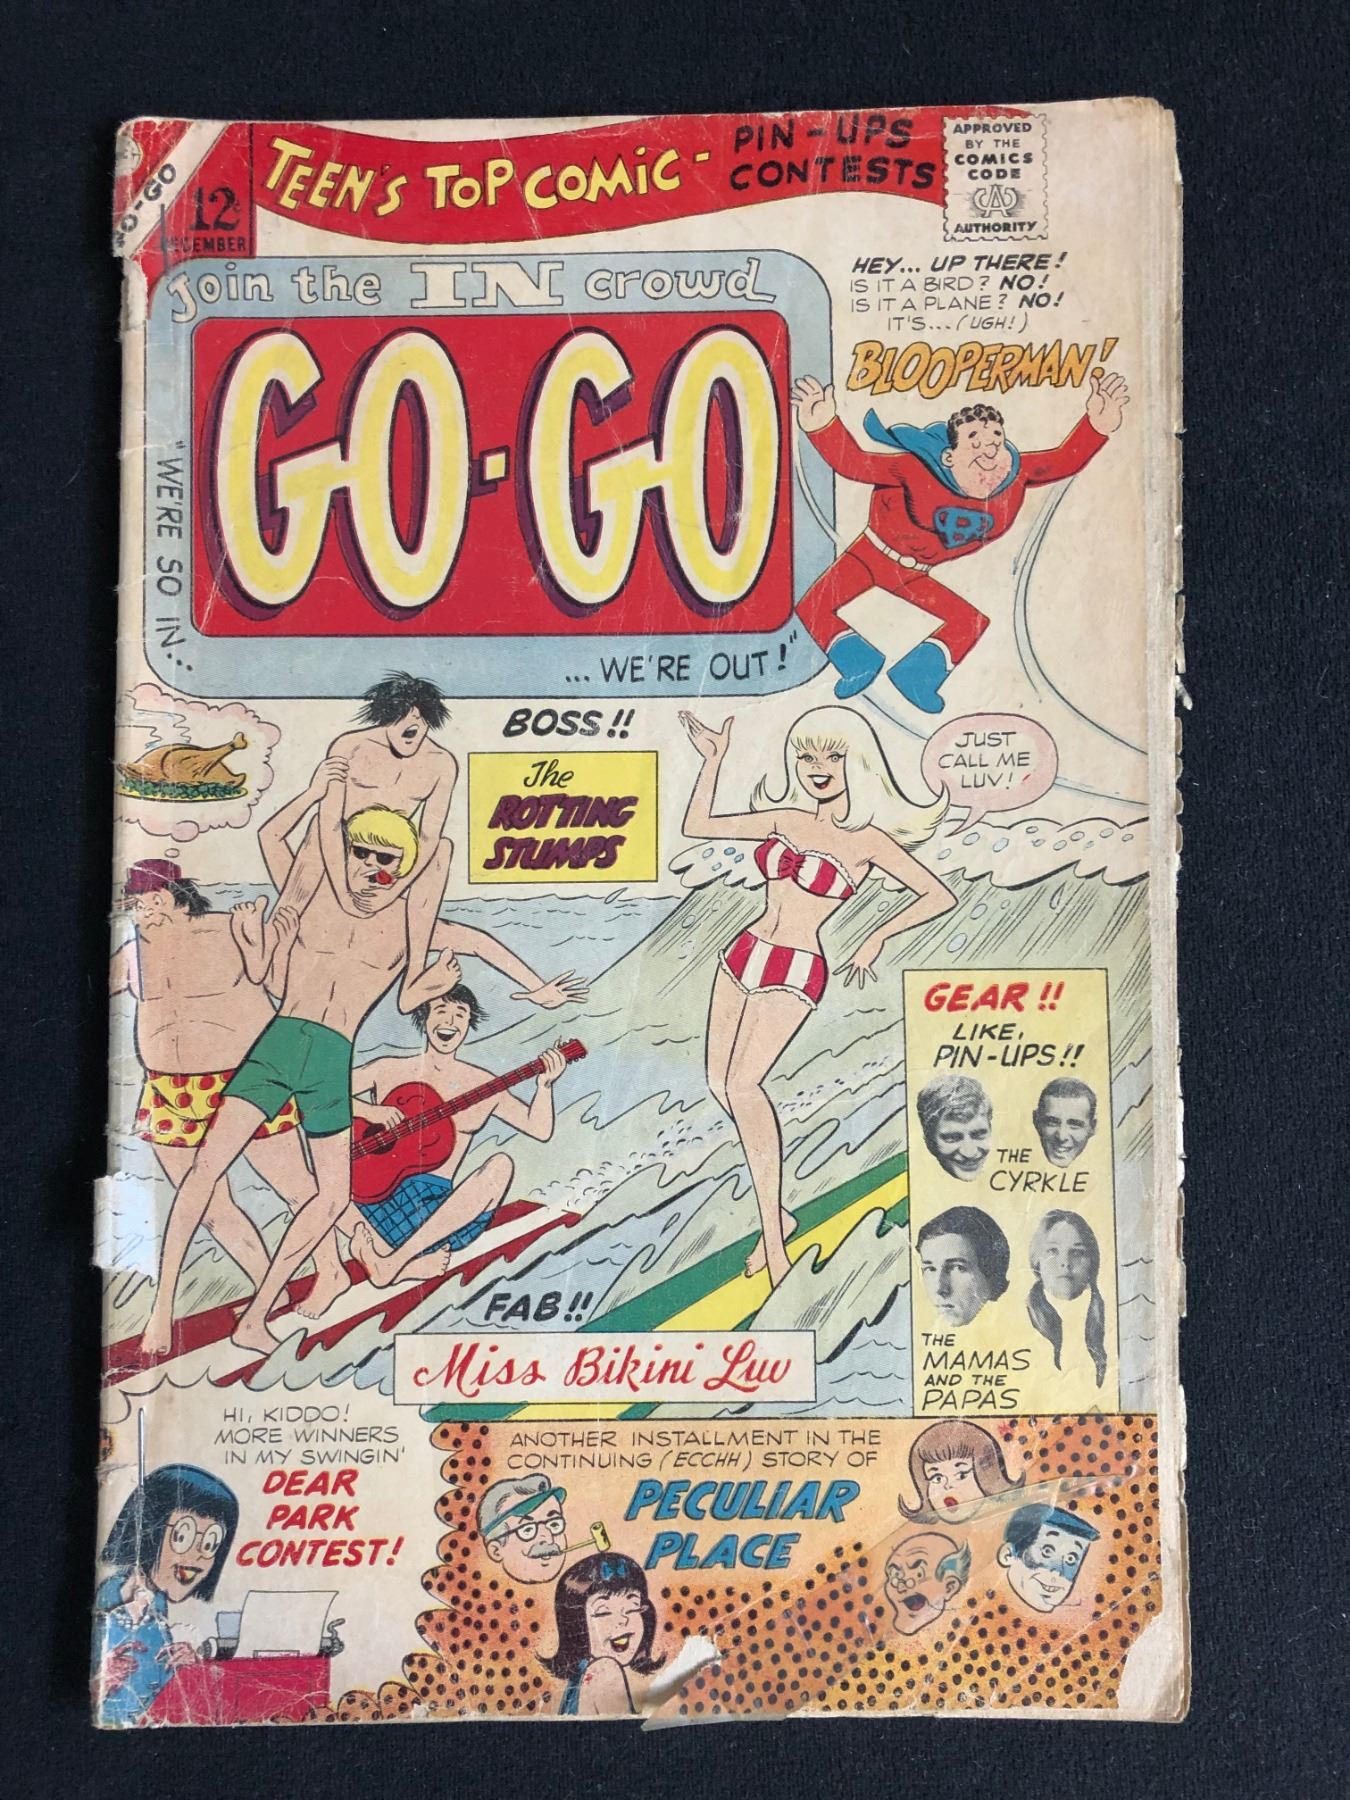 TEEN'S TOP COMIC-
PIN-UPS
CONTESTS
APPROVED
BY THE
COMICS
CODE
CA
AUTHORITY
O-GO
12¢
Join the IN crowd
GO-GO
"WE'RE SO IN...
...WE'RE OUT!"
HEY... UP THERE!
IS IT A BIRD? NO!
IS IT A PLANE? NO!
IT'S... (UGH!)
BLOOPERMAN!
B
BOSS!!
The
ROTTING
STUMPS
JUST
CALL ME
LUV!
GEAR!!
LIKE,
PIN-UPS!!
THE
CYRKLE
THE
MAMAS
AND THE
PAPAS
FAB!!
Miss Bikini Luv
HI, KIDDO!
MORE WINNERS
IN MY SWINGIN'
DEAR
PARK
CONTEST!
ANOTHER INSTALLMENT IN THE
CONTINUING (ECCHH) STORY OF
PECULIAR
PLACE